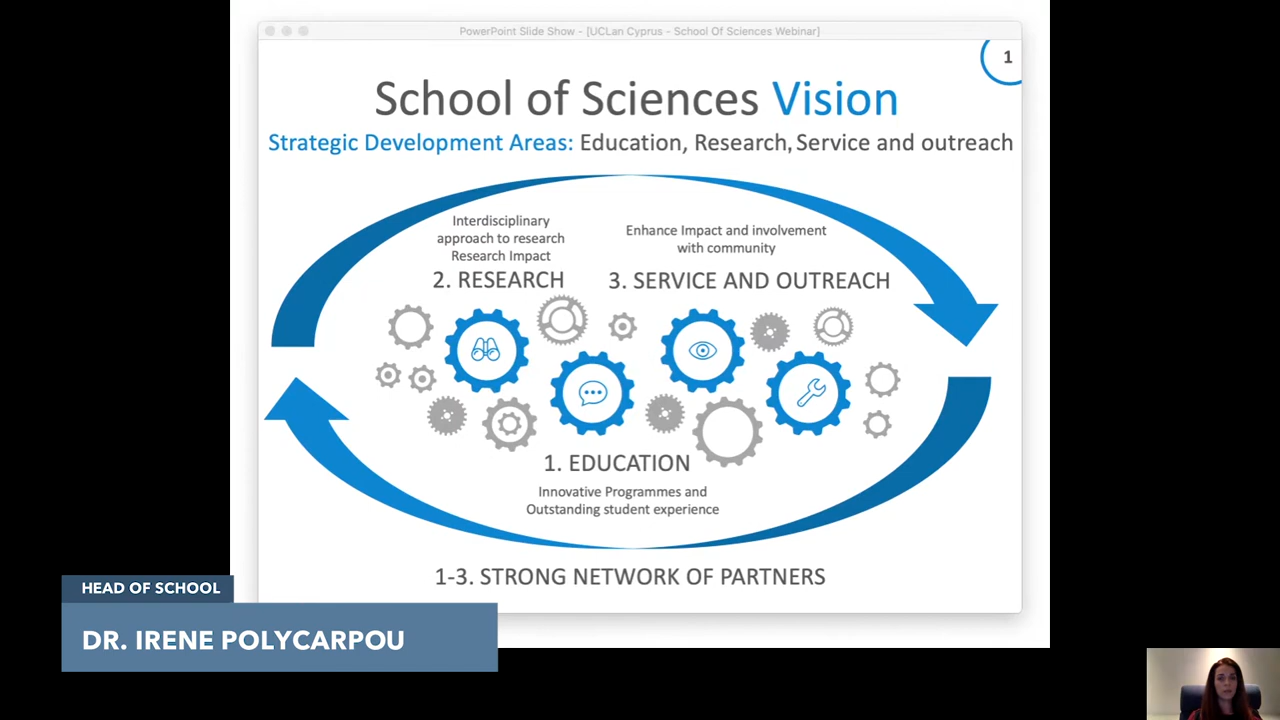 PowerPoint Slide Show - [UCLan Cyprus - School Of Sciences Webinar]
1
School of Sciences Vision
Strategic Development Areas: Education, Research, Service and outreach
Interdisciplinary
approach to research
Research Impact
2. RESEARCH
Enhance Impact and involvement
with community
3. SERVICE AND OUTREACH
1. EDUCATION
Innovative Programmes and
Outstanding student experience
1-3. STRONG NETWORK OF PARTNERS
HEAD OF SCHOOL
DR. IRENE POLYCARPOU